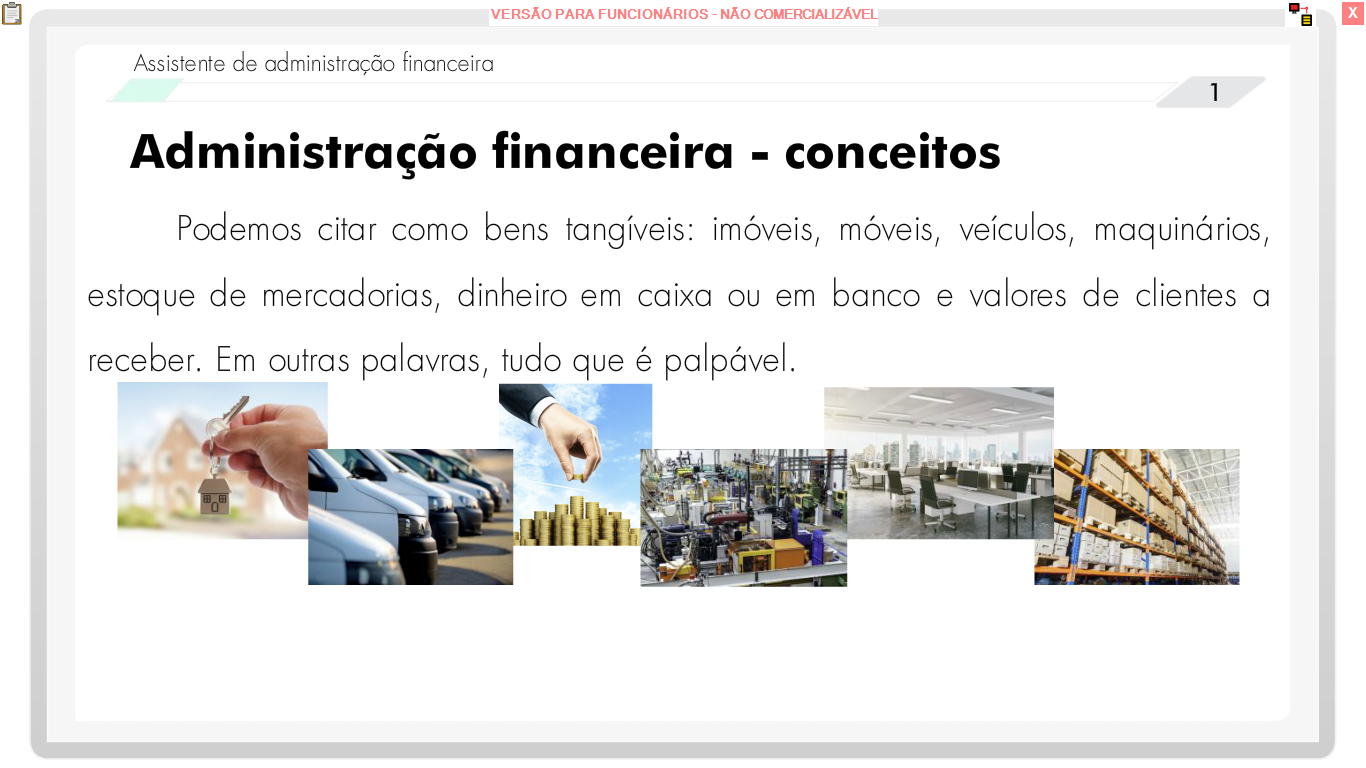 VERSÃO PARA FUNCIONÁRIOS - NÃO COMERCIALIZÁVEL
X
Assistente de administração financeira
1
Administração financeira - conceitos
Podemos citar como bens tangíveis: imóveis, móveis, veículos, maquinários,
estoque de mercadorias, dinheiro em caixa ou em banco e valores de clientes a
receber. Em outras palavras, tudo que é palpável.